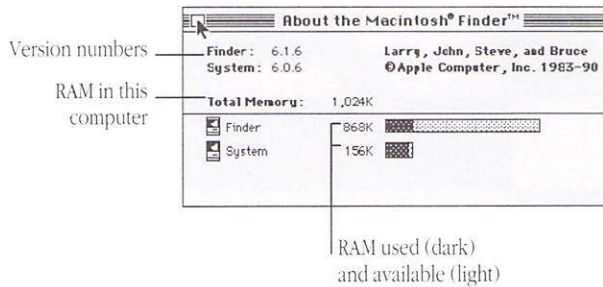 About the Macintosh® Finder™
Version numbers
Finder: 6.1.6
Larry, John, Steve, and Bruce
System: 6.0.6
©Apple Computer, Inc. 1983-90
RAM in this
computer
Total Memory: 1,024K
Finder 868K
System 156K
RAM used (dark)
and available (light)